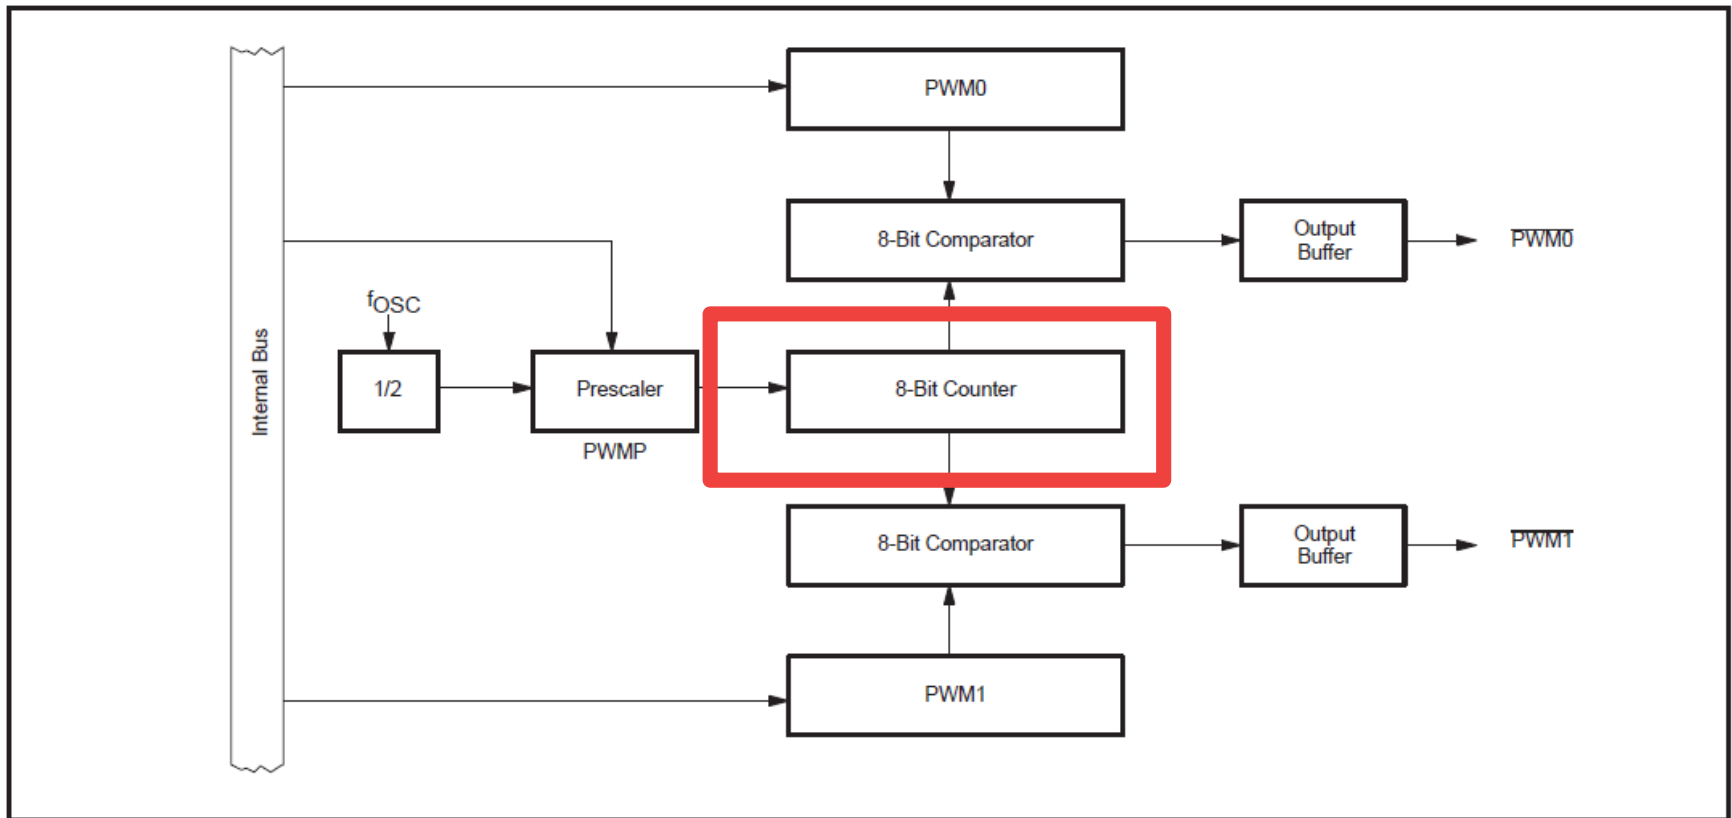 PWM0
8-Bit Comparator
Output
Buffer
PWM0
fOSC
Internal Bus
1/2
Prescaler
8-Bit Counter
PWMP
8-Bit Comparator
Output
Buffer
PWM1
PWM1